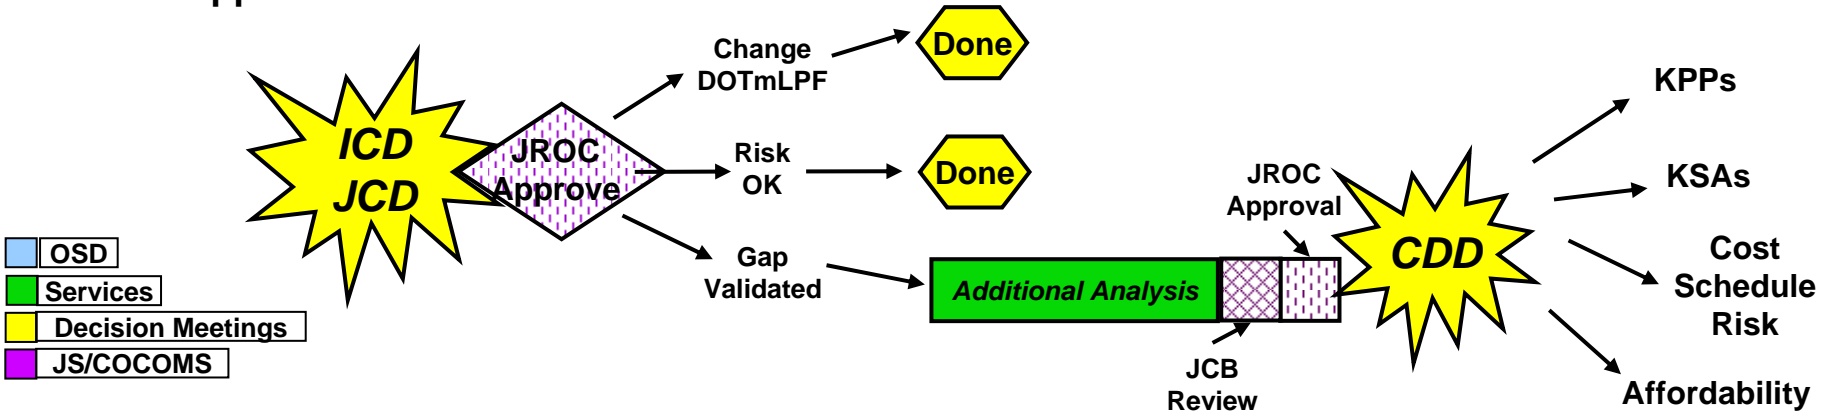 pp
ICD
JCD
JROC
Approve
Change
DOTmLPF
Done
Risk
OK
Done
Gap
Validated
Additional Analysis
JROC
Approval
JCB
Review
CDD
KPPs
KSAs
Cost
Schedule
Risk
Affordability
OSD
Services
Decision Meetings
JS/COCOMS